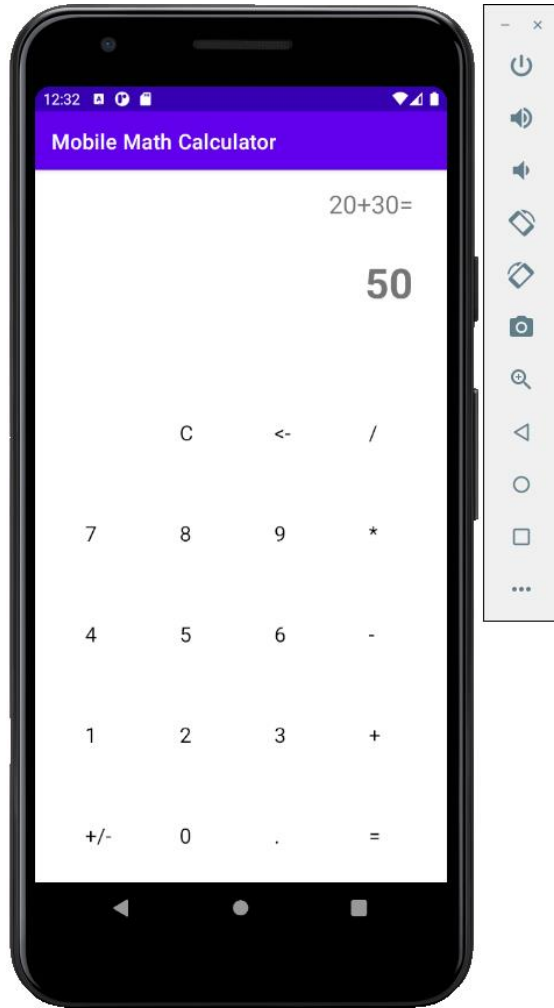 12:32
Mobile Math Calculator
20+30=
50
C <- /
7 8 9 *
4 5 6 -
1 2 3 +
+/- 0 . =